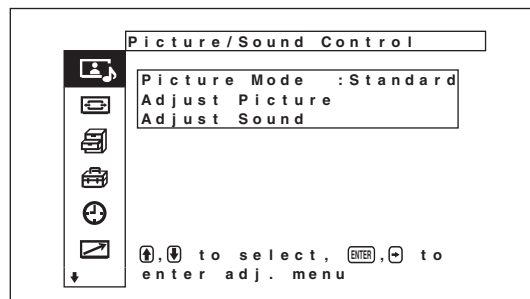 Picture/Sound Control
Picture Mode :Standard
Adjust Picture
Adjust Sound
↑,↓ to select, ENTER,→ to
enter adj. menu